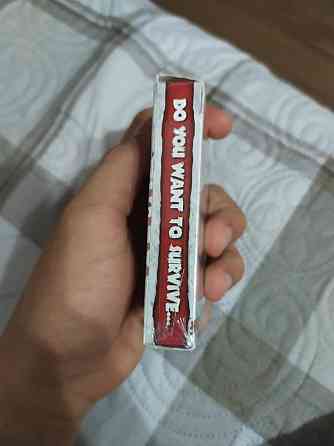 DO YOU WANT TO SURVIVE....